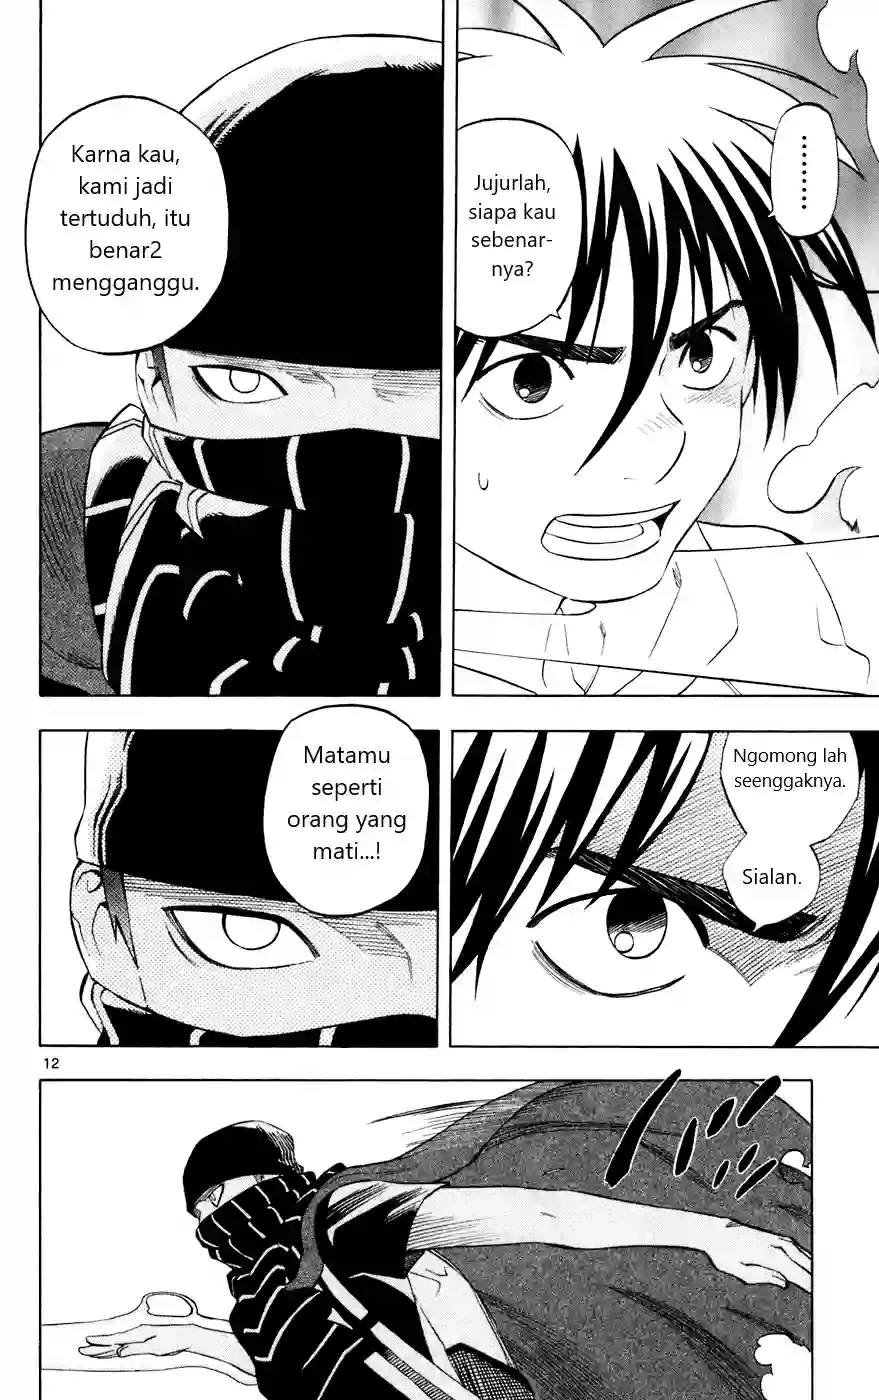 .........
Jujurlah,
siapa kau
sebenar-
nya?
Karna kau,
kami jadi
tertuduh, itu
benar2
mengganggu.
Ngomong lah
seenggaknya.
Sialan.
Matamu
seperti
orang yang
mati...!
12